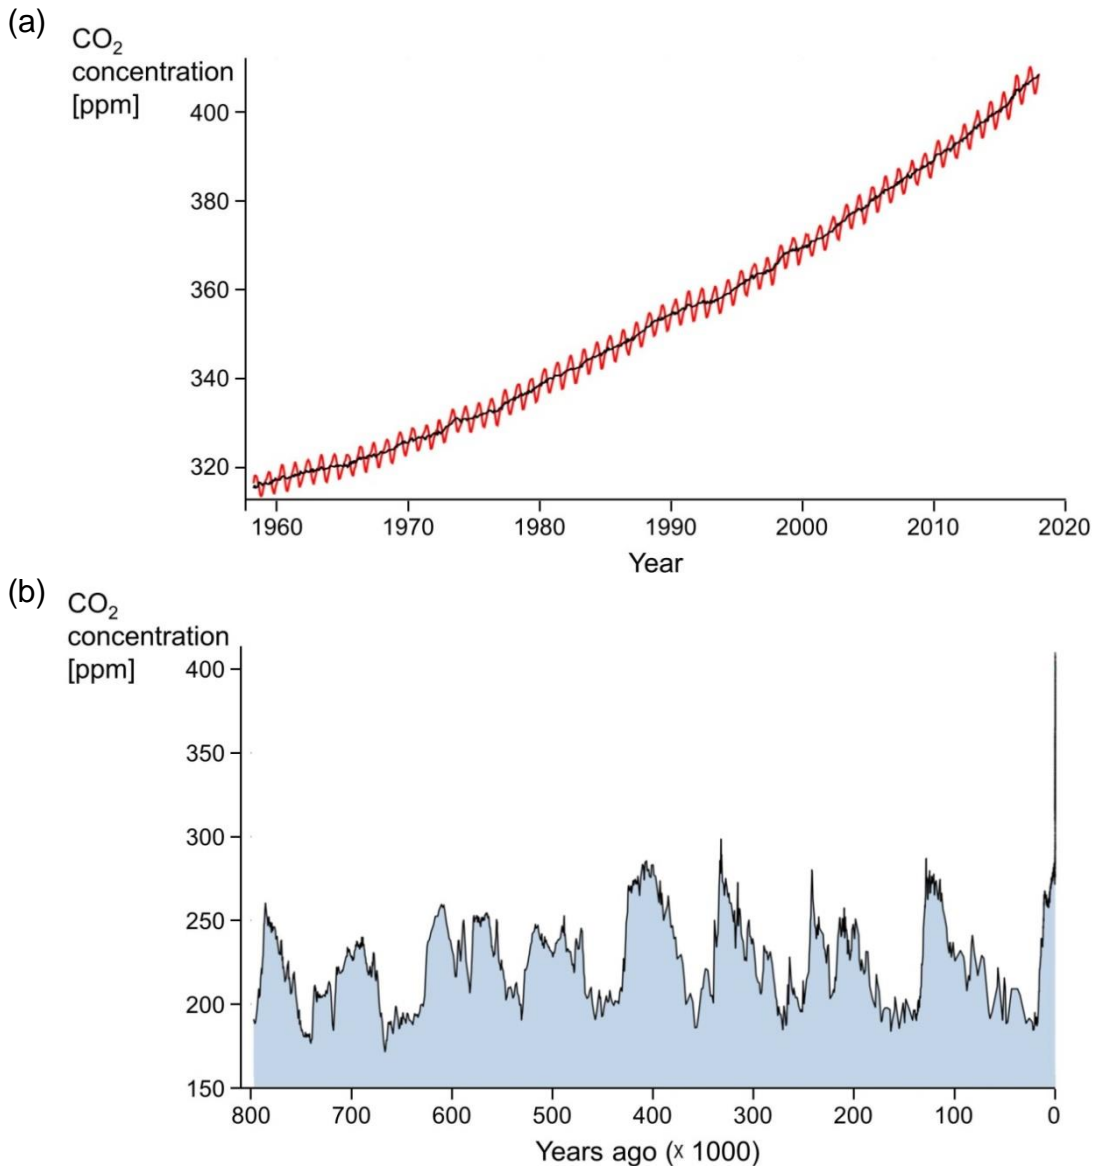 (a)
CO₂
concentration
[ppm]
400
380
360
340
320
1960 1970 1980 1990 2000 2010 2020
Year
(b)
CO₂
concentration
[ppm]
400
350
300
250
200
150
800 700 600 500 400 300 200 100 0
Years ago (x 1000)